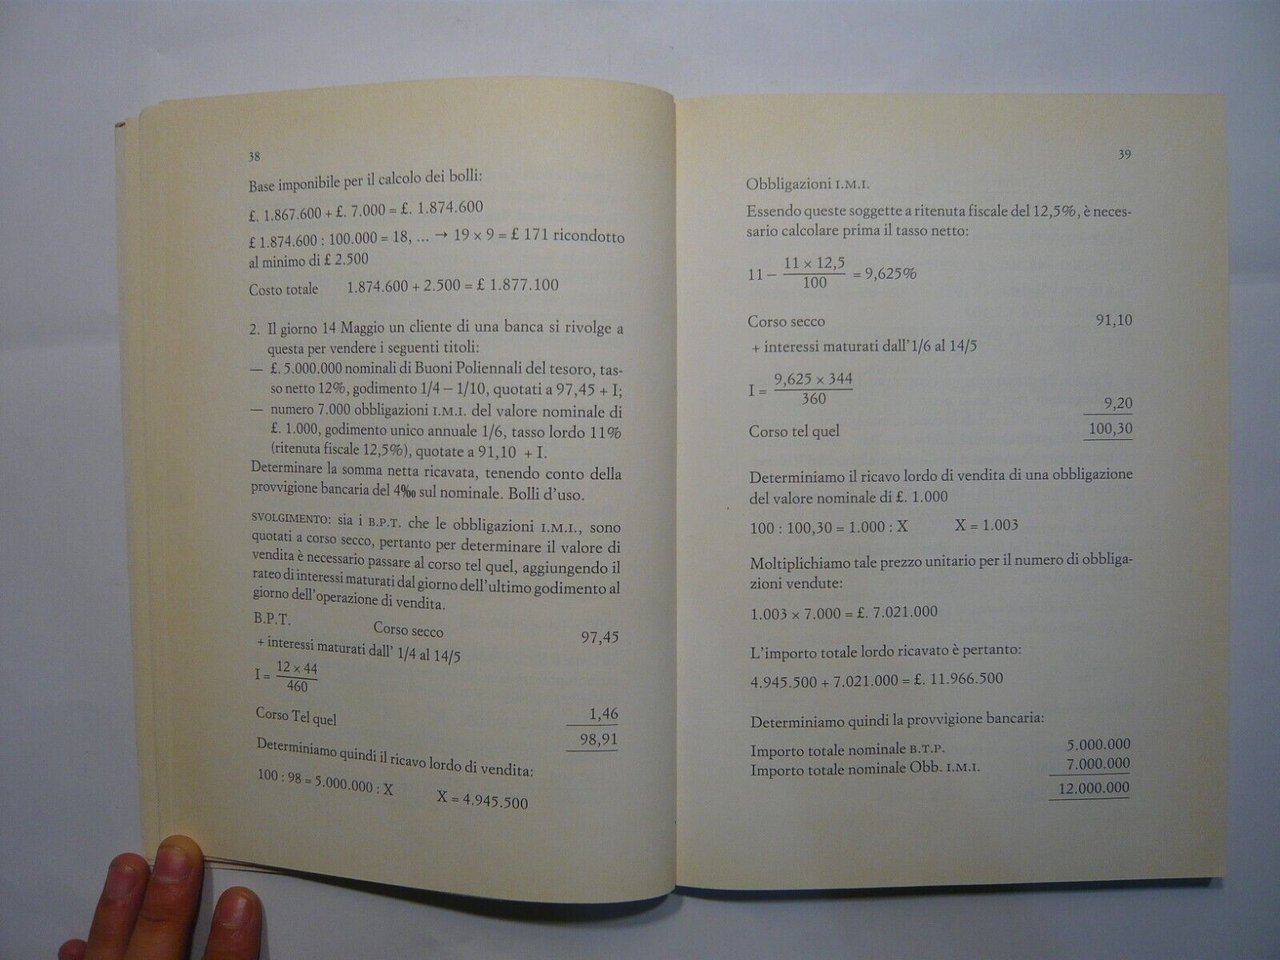 38
Base imponibile per il calcolo dei bolli:
£. 1.867.600 + £. 7.000 = £. 1.874.600
£ 1.874.600 : 100.000 = 18, ... → 19 × 9 = £ 171 ricondotto
al minimo di £ 2.500
Costo totale 1.874.600 + 2.500 = £ 1.877.100
2. Il giorno 14 Maggio un cliente di una banca si rivolge a
questa per vendere i seguenti titoli:
— £. 5.000.000 nominali di Buoni Poliennali del tesoro, tas-
so netto 12%, godimento 1/4 – 1/10, quotati a 97,45 + I;
— numero 7.000 obbligazioni I.M.I. del valore nominale di
£. 1.000, godimento unico annuale 1/6, tasso lordo 11%
(ritenuta fiscale 12,5%), quotate a 91,10 + I.
Determinare la somma netta ricavata, tenendo conto della
provvigione bancaria del 4‰ sul nominale. Bolli d'uso.
SVOLGIMENTO: sia i B.P.T. che le obbligazioni I.M.I., sono
quotati a corso secco, pertanto per determinare il valore di
vendita è necessario passare al corso tel quel, aggiungendo il
rateo di interessi maturati dal giorno dell'ultimo godimento al
giorno dell'operazione di vendita.
B.P.T. Corso secco 97,45
+ interessi maturati dall' 1/4 al 14/5
I = 12 × 44
460
1,46
Corso Tel quel 98,91
Determiniamo quindi il ricavo lordo di vendita:
100 : 98 = 5.000.000 : X X = 4.945.500
39
Obbligazioni I.M.I.
Essendo queste soggette a ritenuta fiscale del 12,5%, è neces-
sario calcolare prima il tasso netto:
11 – 11 × 12,5 = 9,625%
100
Corso secco 91,10
+ interessi maturati dall'1/6 al 14/5
I = 9,625 × 344
360
9,20
Corso tel quel 100,30
Determiniamo il ricavo lordo di vendita di una obbligazione
del valore nominale di £. 1.000
100 : 100,30 = 1.000 : X X = 1.003
Moltiplichiamo tale prezzo unitario per il numero di obbliga-
zioni vendute:
1.003 × 7.000 = £. 7.021.000
L'importo totale lordo ricavato è pertanto:
4.945.500 + 7.021.000 = £. 11.966.500
Determiniamo quindi la provvigione bancaria:
Importo totale nominale B.T.P. 5.000.000
Importo totale nominale Obb. I.M.I. 7.000.000
12.000.000